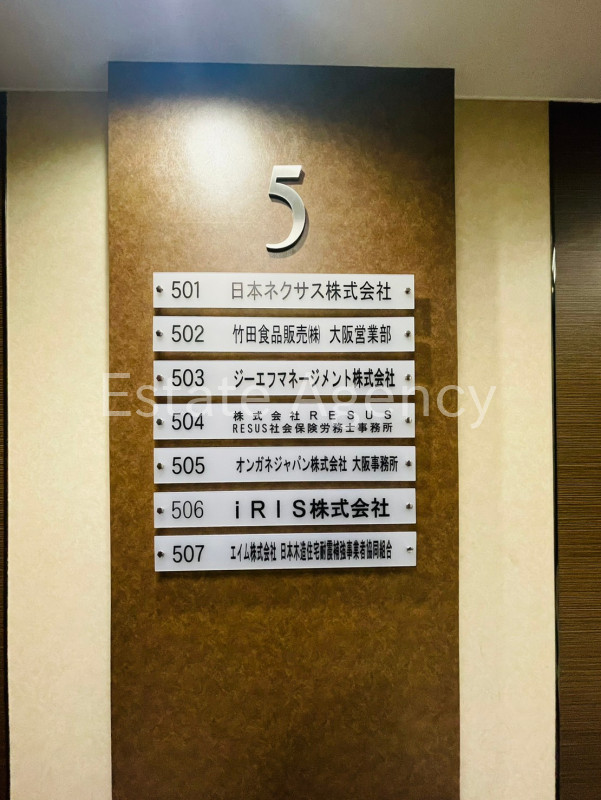 5
501 日本ネクサス株式会社
502 竹田食品販売㈱ 大阪営業部
503 ジーエフマネージメント株式会社
Estate Agency
504 株式会社RESUS
RESUS社会保険労務士事務所
505 オンガネジャパン株式会社 大阪事務所
506 iRIS株式会社
507 エイム株式会社 日本木造住宅耐震補強事業者協同組合